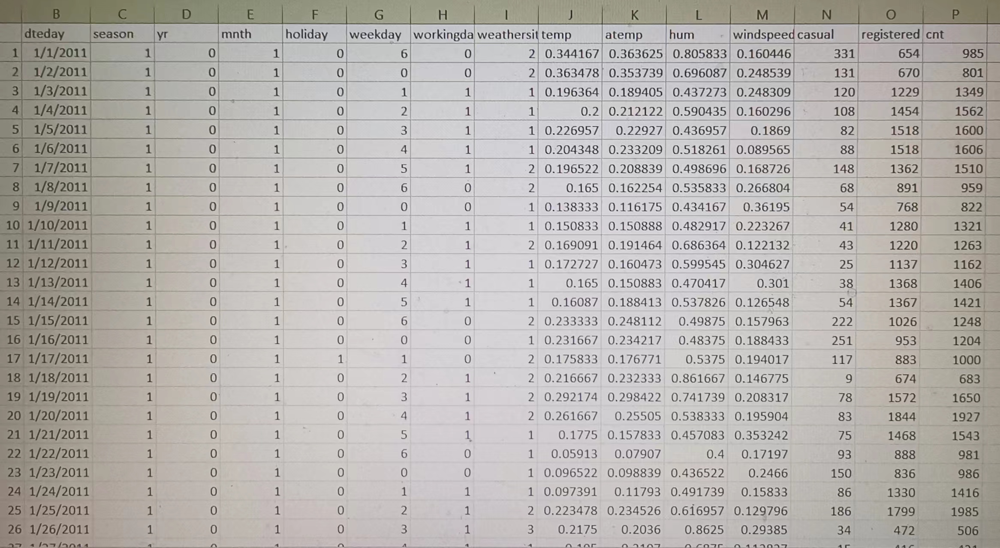 B C D E F G H I J K L M N O P
dteday season yr mnth holiday weekday workingda weathersit temp atemp hum windspeed casual registered cnt
1 1/1/2011 1 0 1 0 6 0 2 0.344167 0.363625 0.805833 0.160446 331 654 985
2 1/2/2011 1 0 1 0 0 0 2 0.363478 0.353739 0.696087 0.248539 131 670 801
3 1/3/2011 1 0 1 0 1 1 1 0.196364 0.189405 0.437273 0.248309 120 1229 1349
4 1/4/2011 1 0 1 0 2 1 1 0.2 0.212122 0.590435 0.160296 108 1454 1562
5 1/5/2011 1 0 1 0 3 1 1 0.226957 0.22927 0.436957 0.1869 82 1518 1600
6 1/6/2011 1 0 1 0 4 1 1 0.204348 0.233209 0.518261 0.089565 88 1518 1606
7 1/7/2011 1 0 1 0 5 1 2 0.196522 0.208839 0.498696 0.168726 148 1362 1510
8 1/8/2011 1 0 1 0 6 0 2 0.165 0.162254 0.535833 0.266804 68 891 959
9 1/9/2011 1 0 1 0 0 0 1 0.138333 0.116175 0.434167 0.36195 54 768 822
10 1/10/2011 1 0 1 0 1 1 1 0.150833 0.150888 0.482917 0.223267 41 1280 1321
11 1/11/2011 1 0 1 0 2 1 2 0.169091 0.191464 0.686364 0.122132 43 1220 1263
12 1/12/2011 1 0 1 0 3 1 1 0.172727 0.160473 0.599545 0.304627 25 1137 1162
13 1/13/2011 1 0 1 0 4 1 1 0.165 0.150883 0.470417 0.301 38 1368 1406
14 1/14/2011 1 0 1 0 5 1 1 0.16087 0.188413 0.537826 0.126548 54 1367 1421
15 1/15/2011 1 0 1 0 6 0 2 0.233333 0.248112 0.49875 0.157963 222 1026 1248
16 1/16/2011 1 0 1 0 0 0 1 0.231667 0.234217 0.48375 0.188433 251 953 1204
17 1/17/2011 1 0 1 1 1 0 2 0.175833 0.176771 0.5375 0.194017 117 883 1000
18 1/18/2011 1 0 1 0 2 1 2 0.216667 0.232333 0.861667 0.146775 9 674 683
19 1/19/2011 1 0 1 0 3 1 2 0.292174 0.298422 0.741739 0.208317 78 1572 1650
20 1/20/2011 1 0 1 0 4 1 2 0.261667 0.25505 0.538333 0.195904 83 1844 1927
21 1/21/2011 1 0 1 0 5 1 1 0.1775 0.157833 0.457083 0.353242 75 1468 1543
22 1/22/2011 1 0 1 0 6 0 1 0.05913 0.07907 0.4 0.17197 93 888 981
23 1/23/2011 1 0 1 0 0 0 1 0.096522 0.098839 0.436522 0.2466 150 836 986
24 1/24/2011 1 0 1 0 1 1 1 0.097391 0.11793 0.491739 0.15833 86 1330 1416
25 1/25/2011 1 0 1 0 2 1 2 0.223478 0.234526 0.616957 0.129796 186 1799 1985
26 1/26/2011 1 0 1 0 3 1 3 0.2175 0.2036 0.8625 0.29385 34 472 506